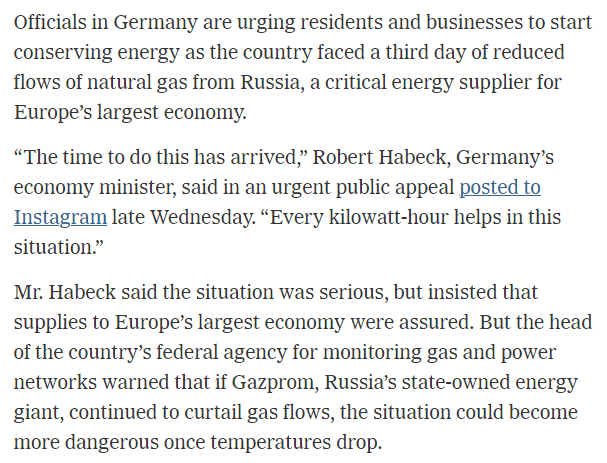 Officials in Germany are urging residents and businesses to start
conserving energy as the country faced a third day of reduced
flows of natural gas from Russia, a critical energy supplier for
Europe’s largest economy.
“The time to do this has arrived,” Robert Habeck, Germany’s
economy minister, said in an urgent public appeal posted to
Instagram late Wednesday. “Every kilowatt-hour helps in this
situation.”
Mr. Habeck said the situation was serious, but insisted that
supplies to Europe’s largest economy were assured. But the head
of the country’s federal agency for monitoring gas and power
networks warned that if Gazprom, Russia’s state-owned energy
giant, continued to curtail gas flows, the situation could become
more dangerous once temperatures drop.